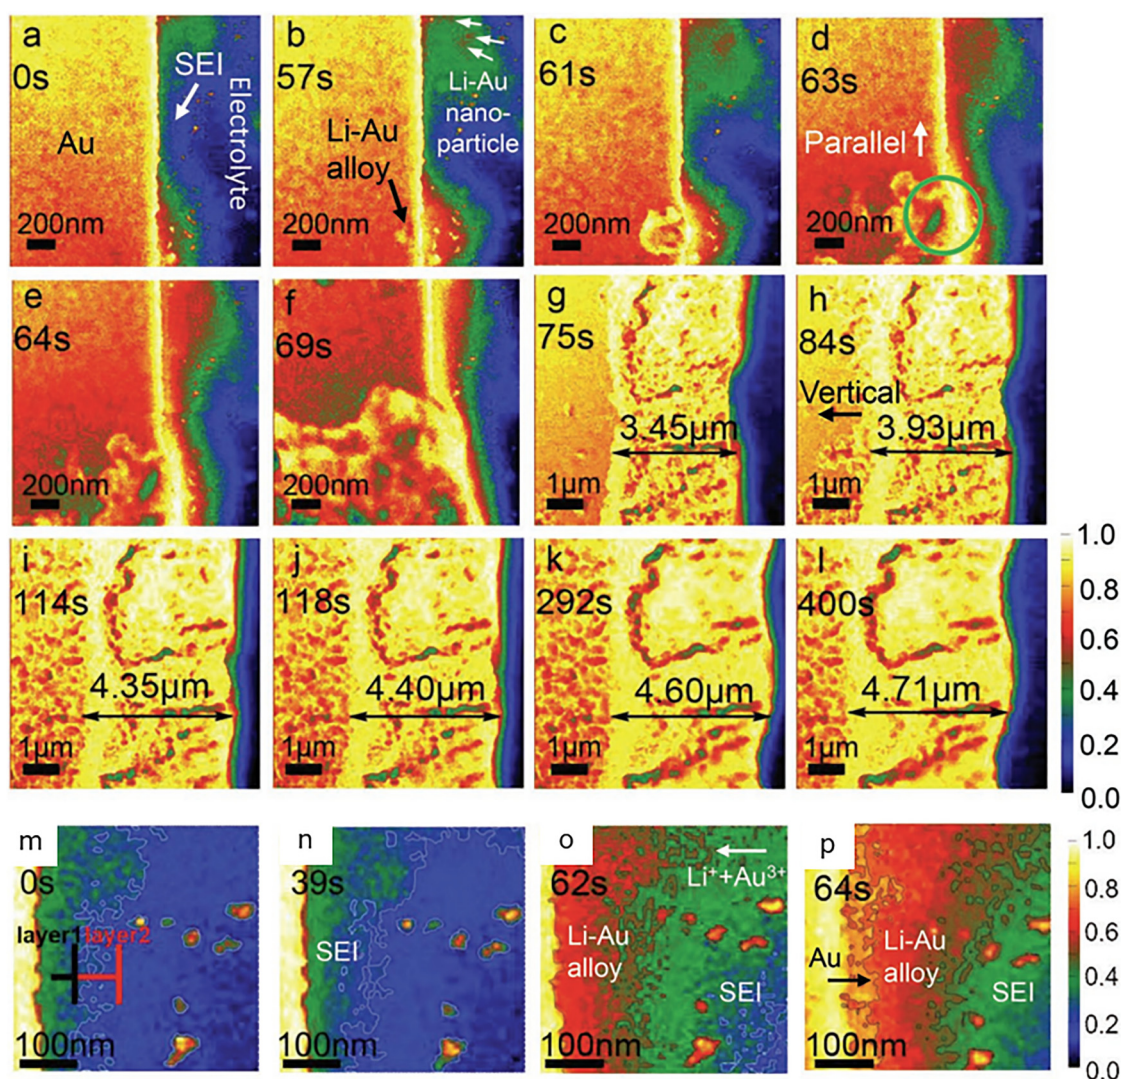 a
0s
SEI
Electrolyte
Au
200nm
b
57s
Li-Au
nano-
particle
Li-Au
alloy
200nm
c
61s
200nm
d
63s
Parallel
200nm
e
64s
200nm
f
69s
200nm
g
75s
3.45μm
1μm
h
84s
Vertical
3.93μm
1μm
i
114s
4.35μm
1μm
j
118s
4.40μm
1μm
k
292s
4.60μm
1μm
l
400s
4.71μm
1μm
1.0
0.8
0.6
0.4
0.2
0.0
m
0s
layer1
layer2
100nm
n
39s
SEI
100nm
o
62s
Li⁺+Au³⁺
Li-Au
alloy
SEI
100nm
p
64s
Au
Li-Au
alloy
SEI
100nm
1.0
0.8
0.6
0.4
0.2
0.0